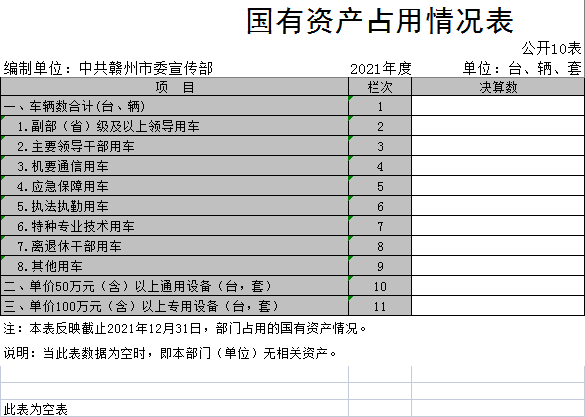 国有资产占用情况表
公开10表
编制单位：中共赣州市委宣传部 2021年度 单位：台、辆、套
项 目 栏次 决算数
一、车辆数合计(台、辆) 1
1.副部（省）级及以上领导用车 2
2.主要领导干部用车 3
3.机要通信用车 4
4.应急保障用车 5
5.执法执勤用车 6
6.特种专业技术用车 7
7.离退休干部用车 8
8.其他用车 9
二、单价50万元（含）以上通用设备（台，套） 10
三、单价100万元（含）以上专用设备（台，套） 11
注：本表反映截止2021年12月31日，部门占用的国有资产情况。
说明：当此表数据为空时，即本部门（单位）无相关资产。
此表为空表